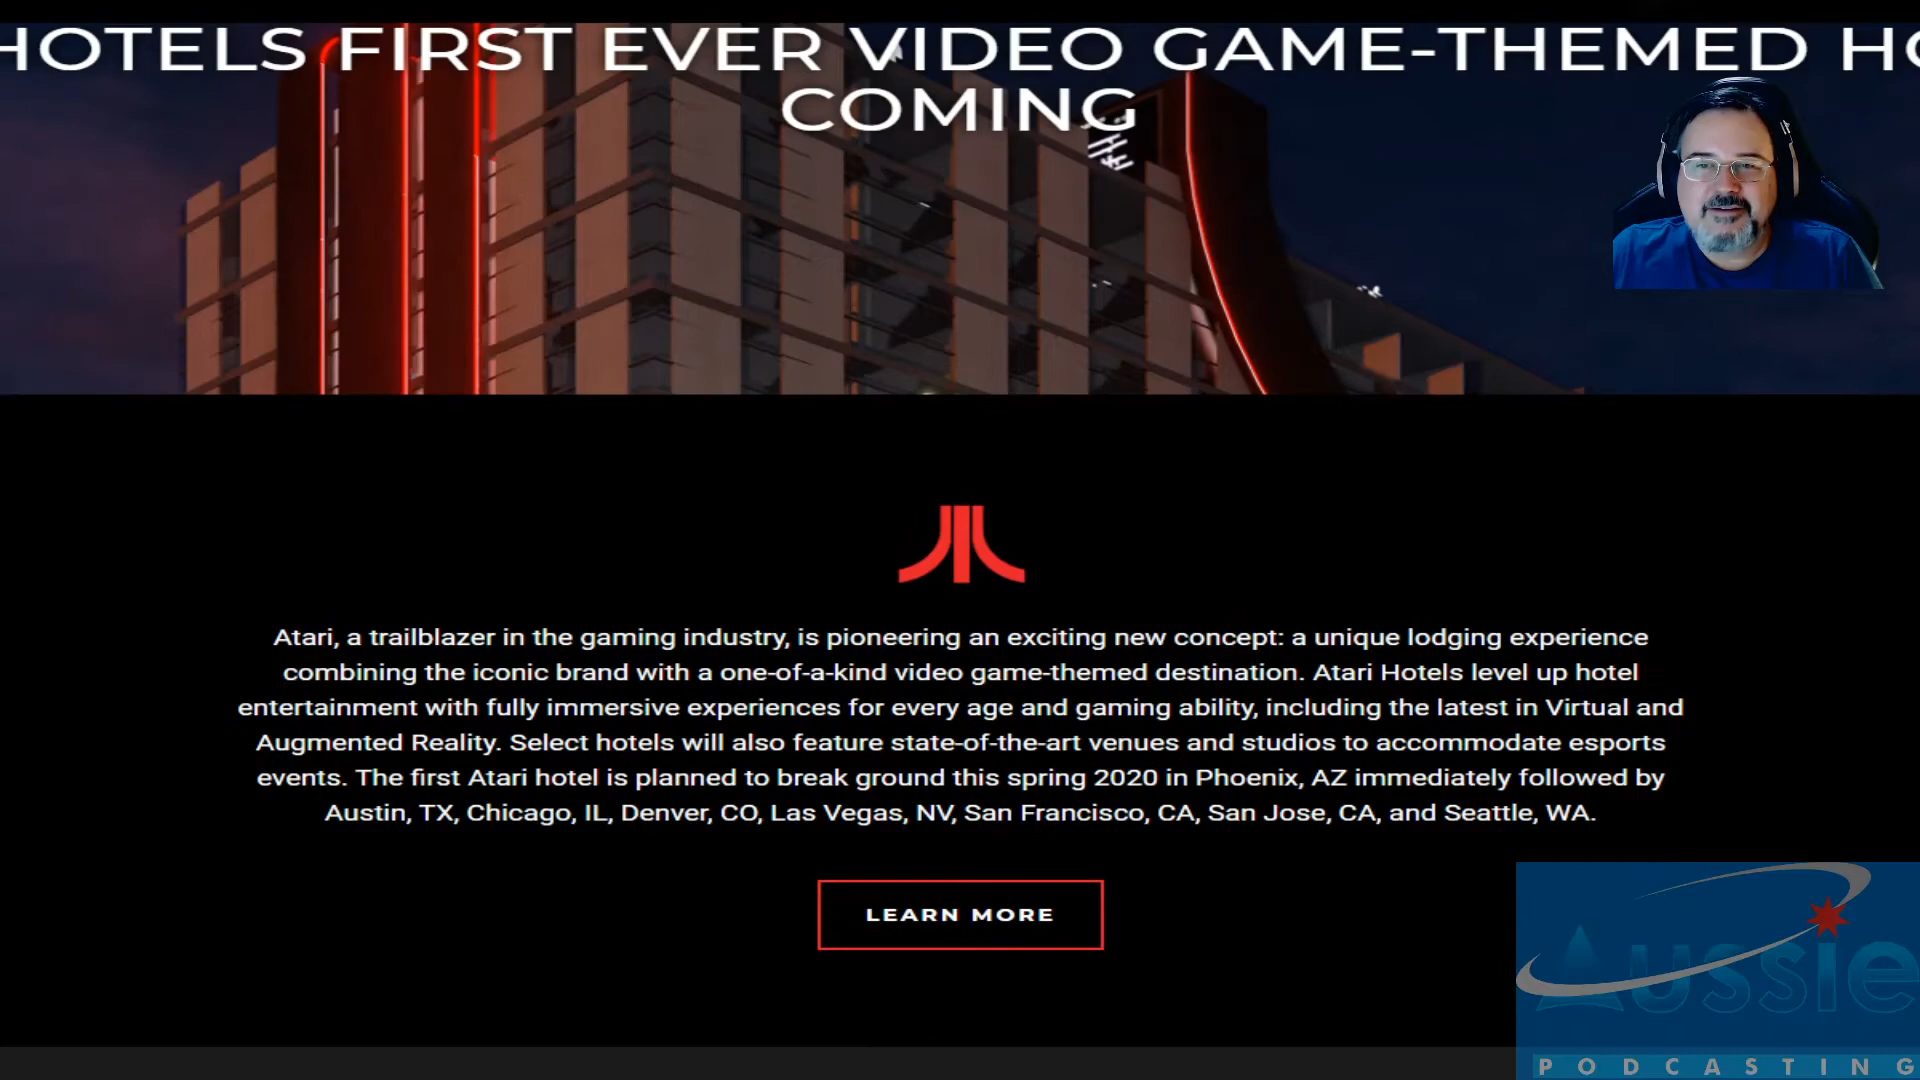 HOTELS FIRST EVER VIDEO GAME-THEMED HO
COMING
Atari, a trailblazer in the gaming industry, is pioneering an exciting new concept: a unique lodging experience
combining the iconic brand with a one-of-a-kind video game-themed destination. Atari Hotels level up hotel
entertainment with fully immersive experiences for every age and gaming ability, including the latest in Virtual and
Augmented Reality. Select hotels will also feature state-of-the-art venues and studios to accommodate esports
events. The first Atari hotel is planned to break ground this spring 2020 in Phoenix, AZ immediately followed by
Austin, TX, Chicago, IL, Denver, CO, Las Vegas, NV, San Francisco, CA, San Jose, CA, and Seattle, WA.
LEARN MORE
Aussie
PODCASTING